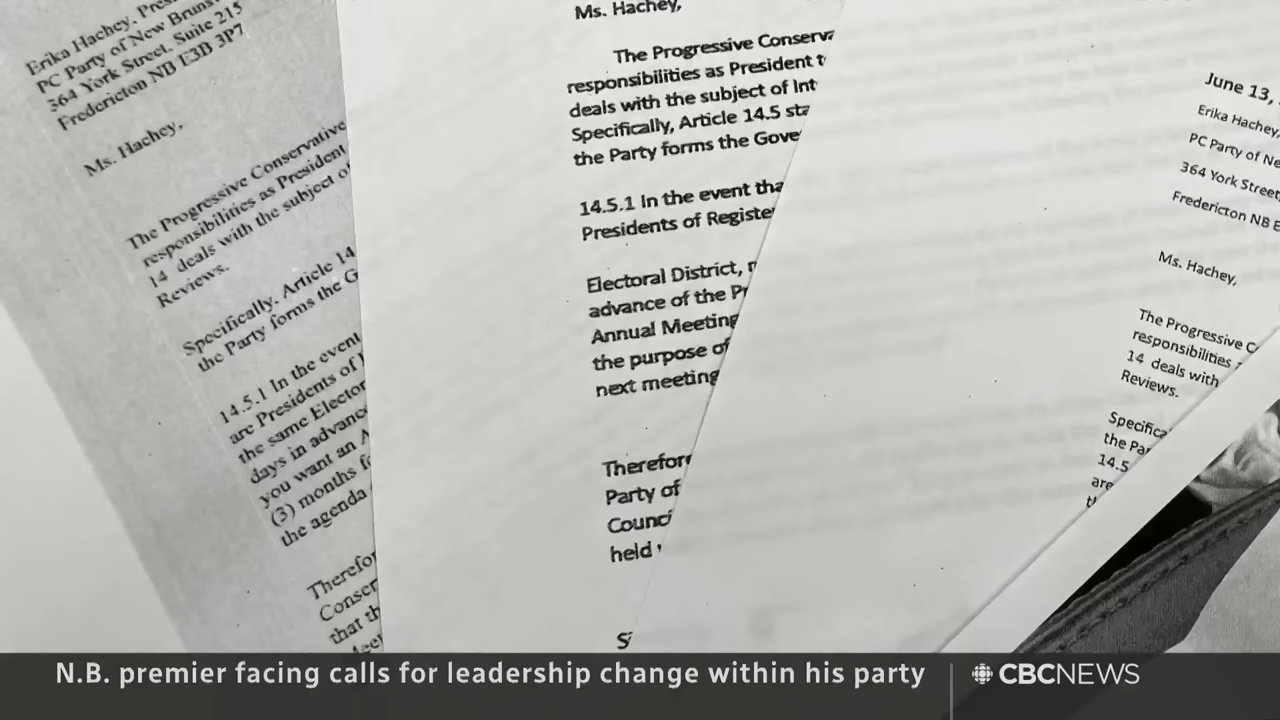 Erika Hachey, Pres
PC Party of New Bruns
364 York Street, Suite 215
Fredericton NB E3B 3P7
Ms. Hachey,
The Progressive Conservative
responsibilities as President
14 deals with the subject of
Reviews.
Specifically, Article 14
the Party forms the G
14.5.1 In the event
are Presidents of
the same Elector
days in advance
you want an A
(3) months f
the agenda
Therefor
Conser
that th
Ms. Hachey,
The Progressive Conserva
responsibilities as President t
deals with the subject of Int
Specifically, Article 14.5 sta
the Party forms the Gove
14.5.1 In the event tha
Presidents of Register
Electoral District, r
advance of the Pr
Annual Meeting
the purpose of
next meeting
Therefore
Party of
Counci
held
Si
June 13,
Erika Hachey,
PC Party of Ne
364 York Street,
Fredericton NB E
Ms. Hachey,
The Progressive C
responsibilities
14 deals with
Reviews.
Specifica
the Par
14.5
are
N.B. premier facing calls for leadership change within his party
CBCNEWS